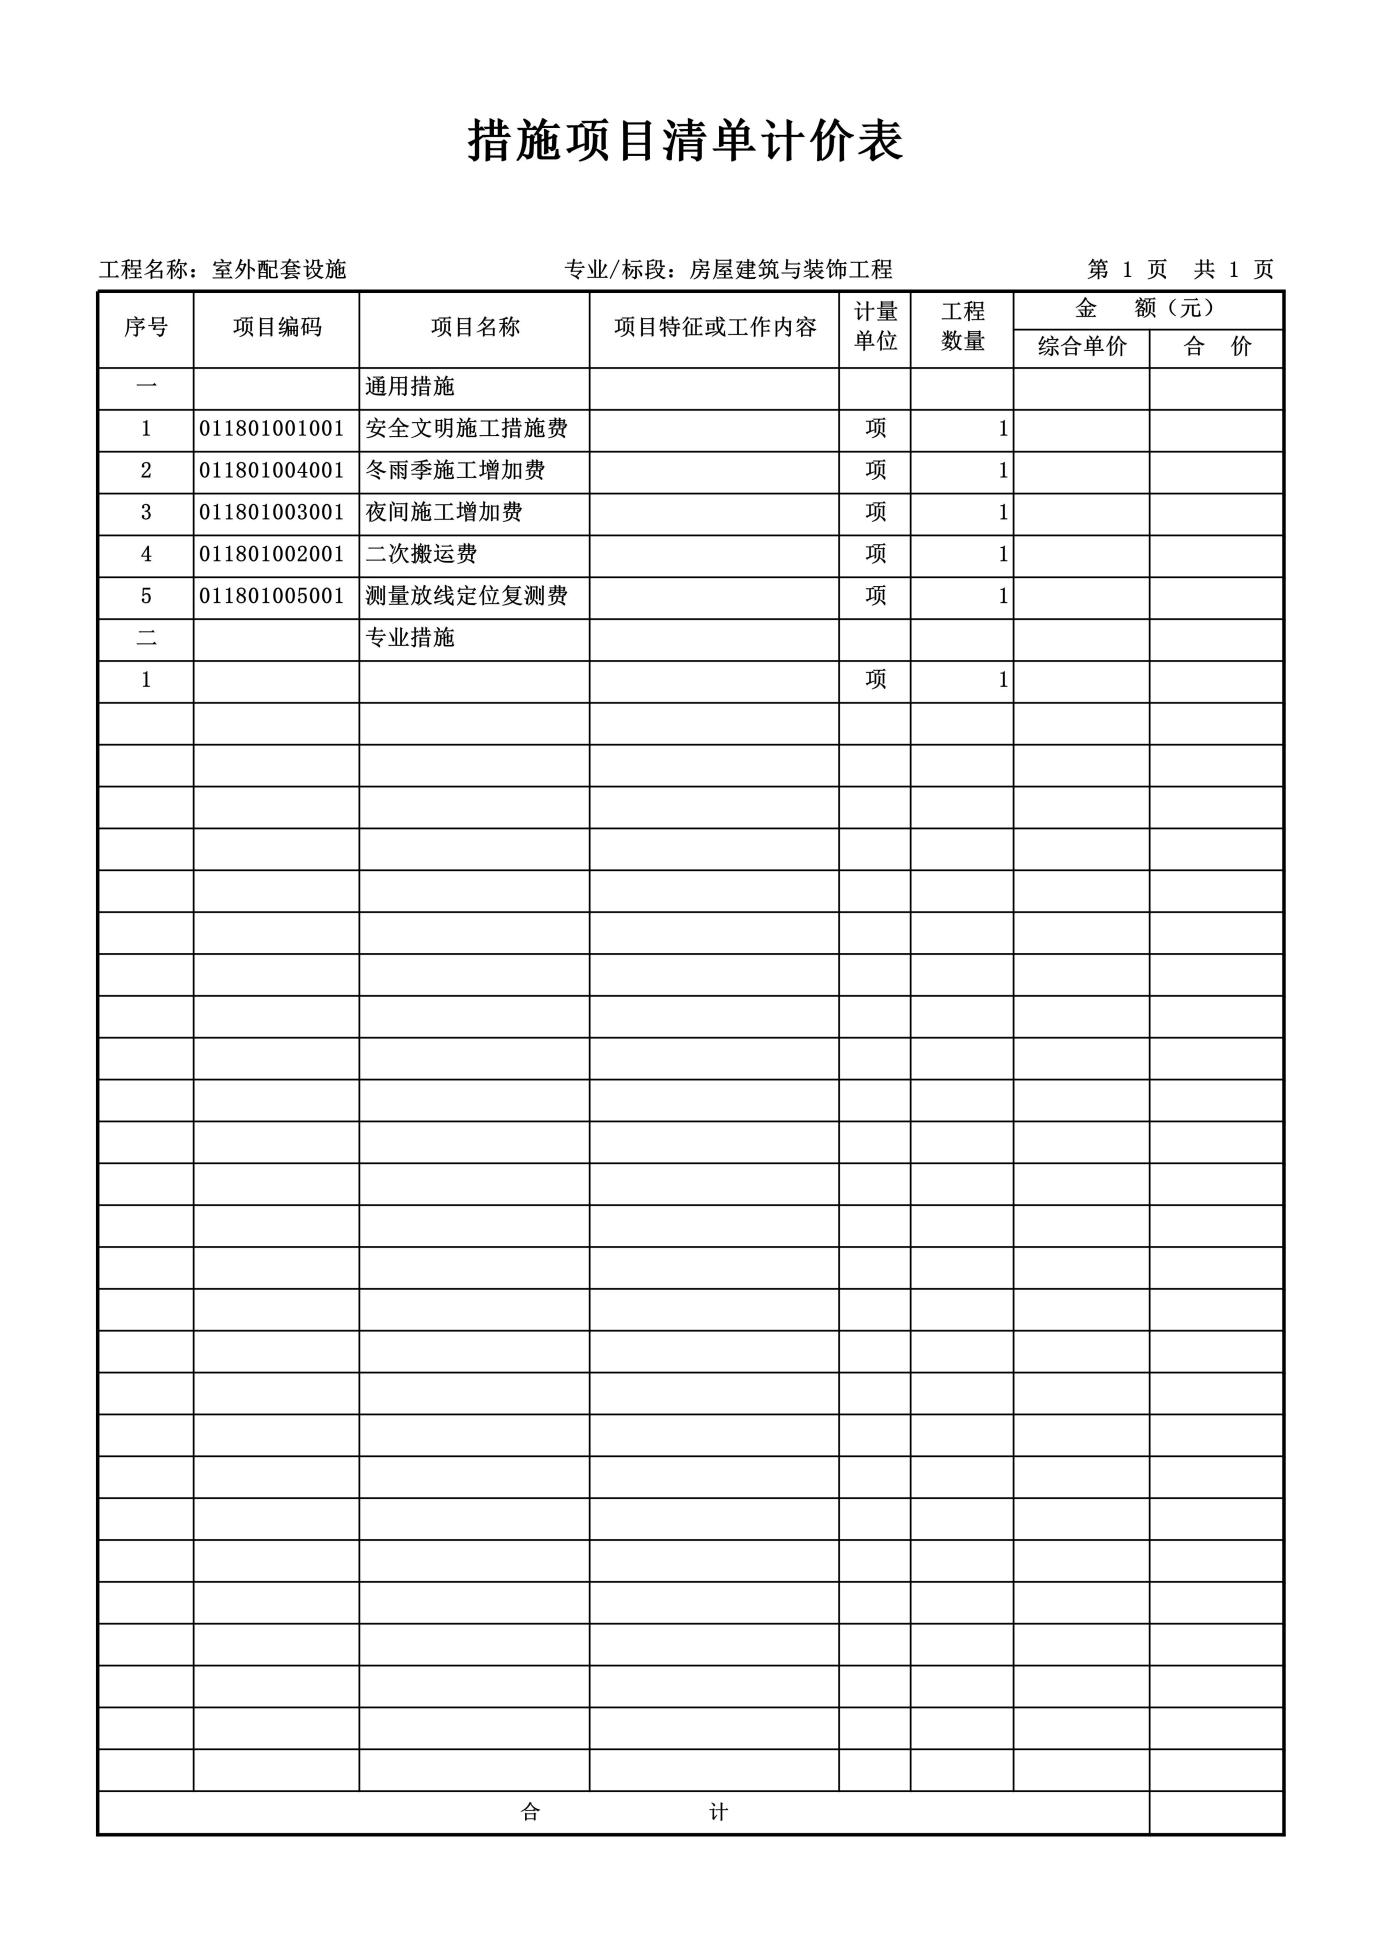 措施项目清单计价表
工程名称：室外配套设施 专业/标段：房屋建筑与装饰工程 第 1 页 共 1 页
序号 项目编码 项目名称 项目特征或工作内容 计量单位 工程数量 金 额（元）
综合单价 合 价
一 通用措施
1 011801001001 安全文明施工措施费 项 1
2 011801004001 冬雨季施工增加费 项 1
3 011801003001 夜间施工增加费 项 1
4 011801002001 二次搬运费 项 1
5 011801005001 测量放线定位复测费 项 1
二 专业措施
1 项 1
合 计